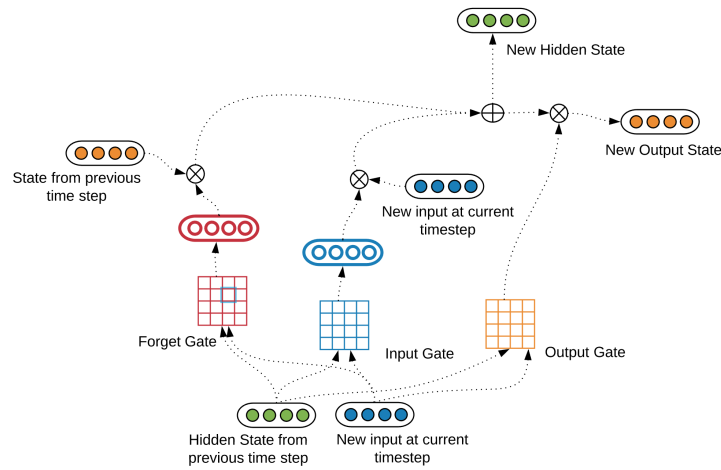 New Hidden State
New Output State
State from previous
time step
New input at current
timestep
Forget Gate
Input Gate
Output Gate
Hidden State from
previous time step
New input at current
timestep